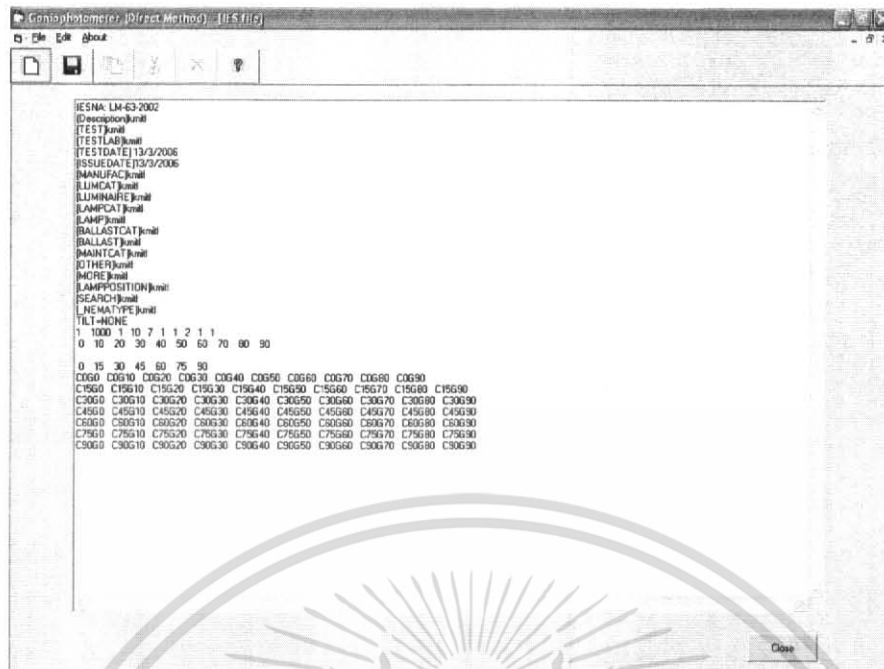 Goniophotometer (Direct Method) - [IES file]
File Edit About
IESNA: LM-63-2002
[Description]kmitl
[TEST]kmitl
[TESTLAB]kmitl
[TESTDATE] 13/3/2006
[ISSUEDATE]13/3/2006
[MANUFAC]kmitl
[LUMCAT]kmitl
[LUMINAIRE]kmitl
[LAMPCAT]kmitl
[LAMP]kmitl
[BALLASTCAT]kmitl
[BALLAST]kmitl
[MAINTCAT]kmitl
[OTHER]kmitl
[MORE]kmitl
[LAMPPOSITION]kmitl
[SEARCH]kmitl
[_NEMATYPE]kmitl
TILT=NONE
1 1000 1 10 7 1 1 2 1 1
0 10 20 30 40 50 60 70 80 90
0 15 30 45 60 75 90
C0G0 C0G10 C0G20 C0G30 C0G40 C0G50 C0G60 C0G70 C0G80 C0G90
C15G0 C15G10 C15G20 C15G30 C15G40 C15G50 C15G60 C15G70 C15G80 C15G90
C30G0 C30G10 C30G20 C30G30 C30G40 C30G50 C30G60 C30G70 C30G80 C30G90
C45G0 C45G10 C45G20 C45G30 C45G40 C45G50 C45G60 C45G70 C45G80 C45G90
C60G0 C60G10 C60G20 C60G30 C60G40 C60G50 C60G60 C60G70 C60G80 C60G90
C75G0 C75G10 C75G20 C75G30 C75G40 C75G50 C75G60 C75G70 C75G80 C75G90
C90G0 C90G10 C90G20 C90G30 C90G40 C90G50 C90G60 C90G70 C90G80 C90G90
Close